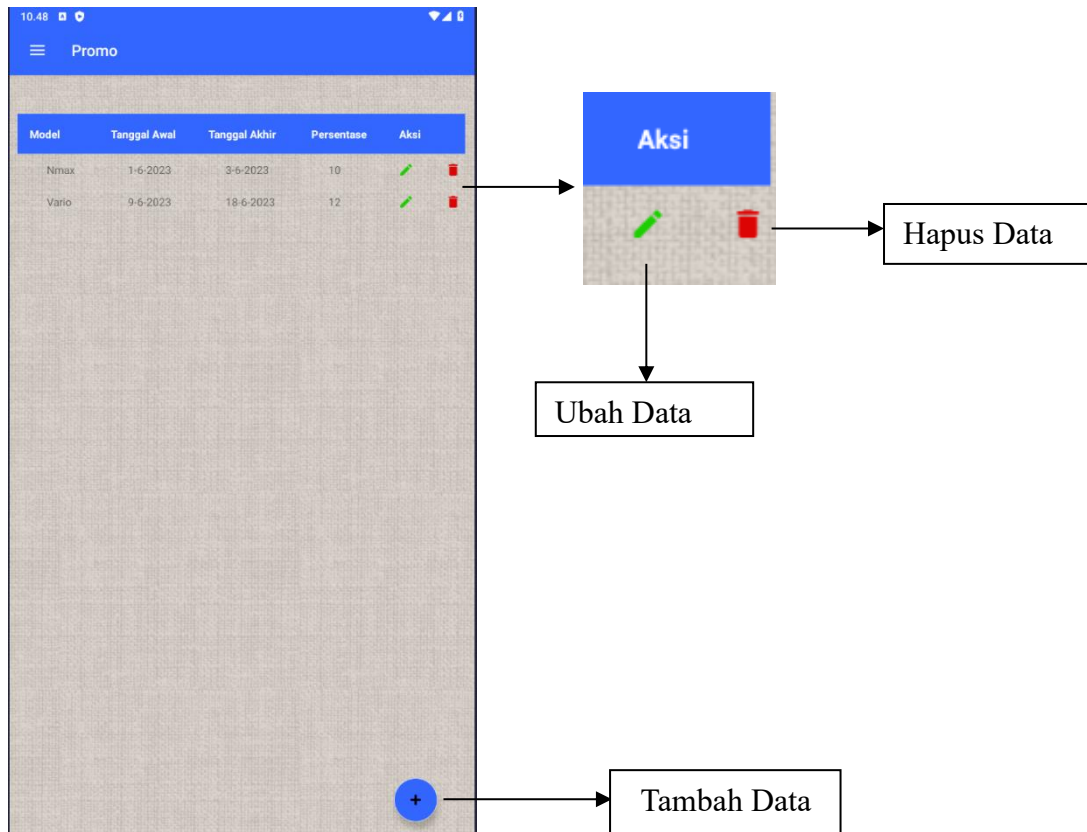 10.48
Promo
Model Tanggal Awal Tanggal Akhir Persentase Aksi
Nmax 1-6-2023 3-6-2023 10
Vario 9-6-2023 18-6-2023 12
Aksi
Hapus Data
Ubah Data
+
Tambah Data